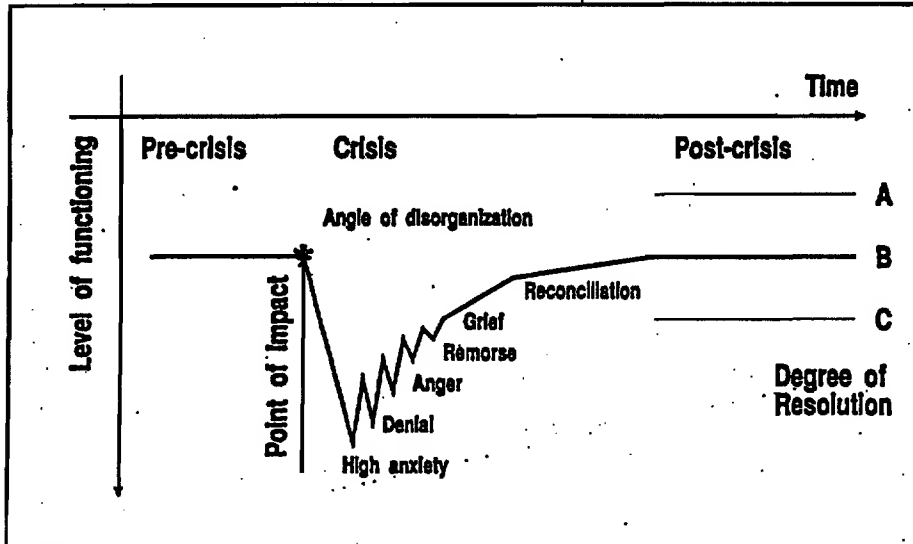 Time
Level of functioning
Pre-crisis
Crisis
Post-crisis
A
Angle of disorganization
B
Point of Impact
Reconciliation
C
Grief
Remorse
Anger
Degree of
Resolution
Denial
High anxiety